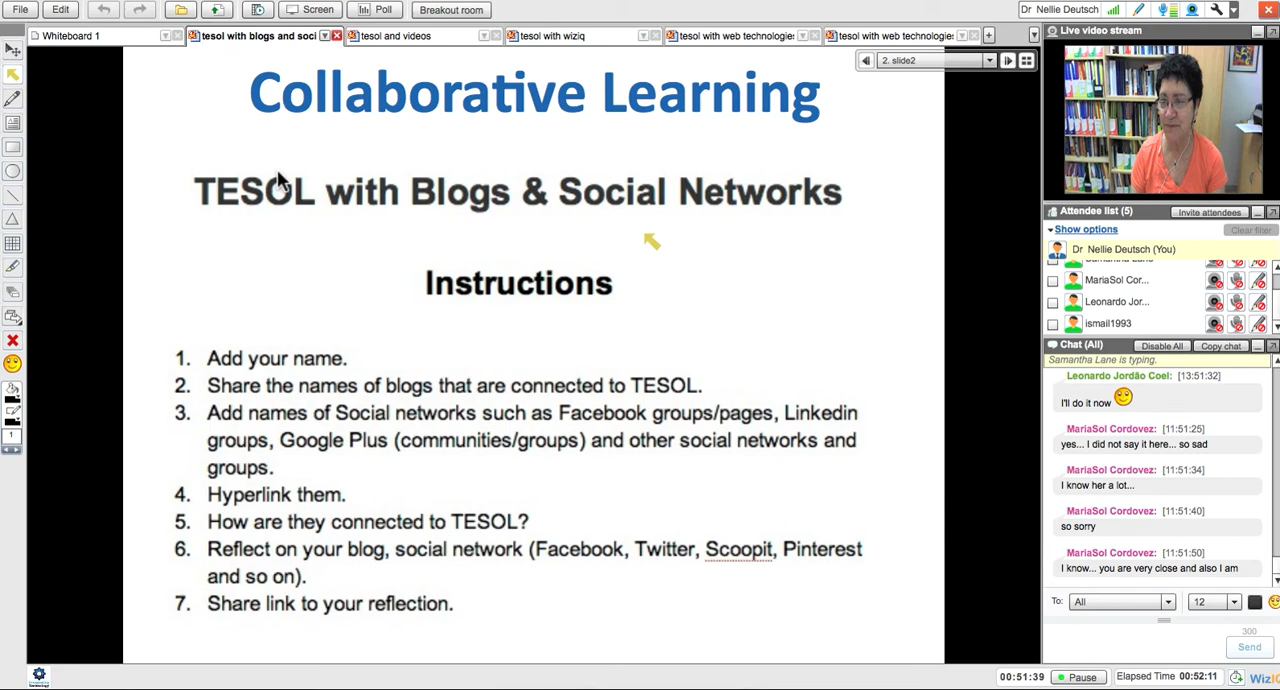 File
Edit
Screen
Poll
Breakout room
Dr Nellie Deutsch
Whiteboard 1
tesol with blogs and soci
tesol and videos
tesol with wiziq
tesol with web technologies
tesol with web technologies
2. slide2
Collaborative Learning
TESOL with Blogs & Social Networks
Instructions
1. Add your name.
2. Share the names of blogs that are connected to TESOL.
3. Add names of Social networks such as Facebook groups/pages, Linkedin
groups, Google Plus (communities/groups) and other social networks and
groups.
4. Hyperlink them.
5. How are they connected to TESOL?
6. Reflect on your blog, social network (Facebook, Twitter, Scoopit, Pinterest
and so on).
7. Share link to your reflection.
1
Live video stream
Attendee list (5)
Invite attendees
Show options
Clear filter
Dr Nellie Deutsch (You)
Samantha Lane
MariaSol Cor...
Leonardo Jor...
ismail1993
Chat (All)
Disable All
Copy chat
Samantha Lane is typing.
Leonardo Jordão Coel: [13:51:32]
I'll do it now
MariaSol Cordovez: [11:51:25]
yes... I did not say it here... so sad
MariaSol Cordovez: [11:51:34]
I know her a lot...
MariaSol Cordovez: [11:51:40]
so sorry
MariaSol Cordovez: [11:51:50]
I know... you are very close and also I am
To: All 12
300
Send
00:51:39 Pause Elapsed Time 00:52:11 WizIQ